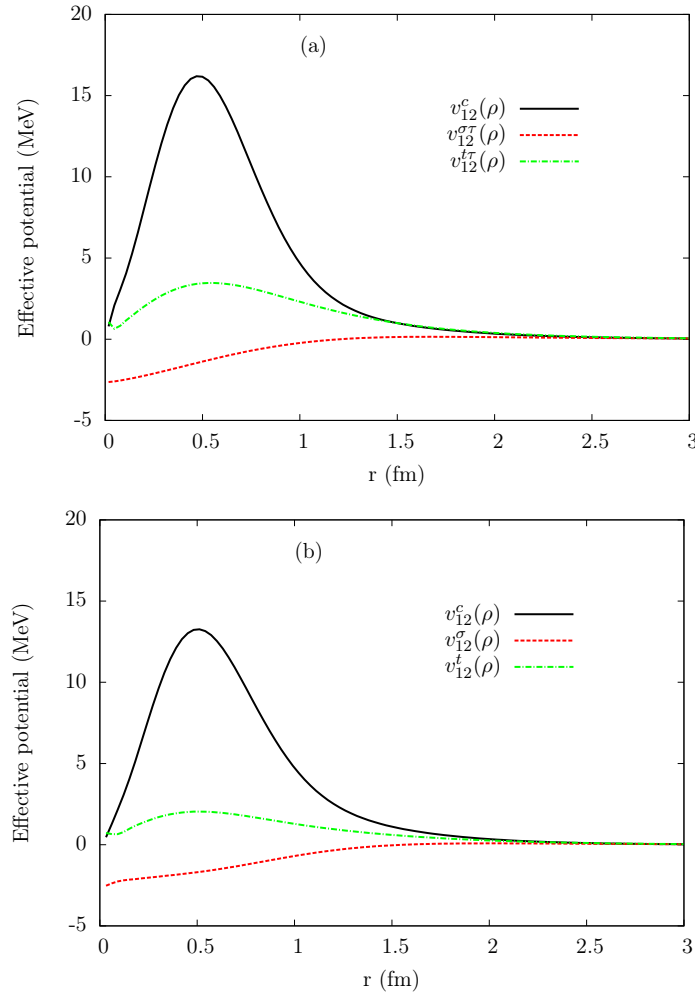 20
(a)
15
v^c_{12}(ρ)
v^{στ}_{12}(ρ)
v^{tτ}_{12}(ρ)
10
5
0
-5
Effective potential (MeV)
0 0.5 1 1.5 2 2.5 3
r (fm)
20
(b)
15
v^c_{12}(ρ)
v^σ_{12}(ρ)
v^t_{12}(ρ)
10
5
0
-5
Effective potential (MeV)
0 0.5 1 1.5 2 2.5 3
r (fm)